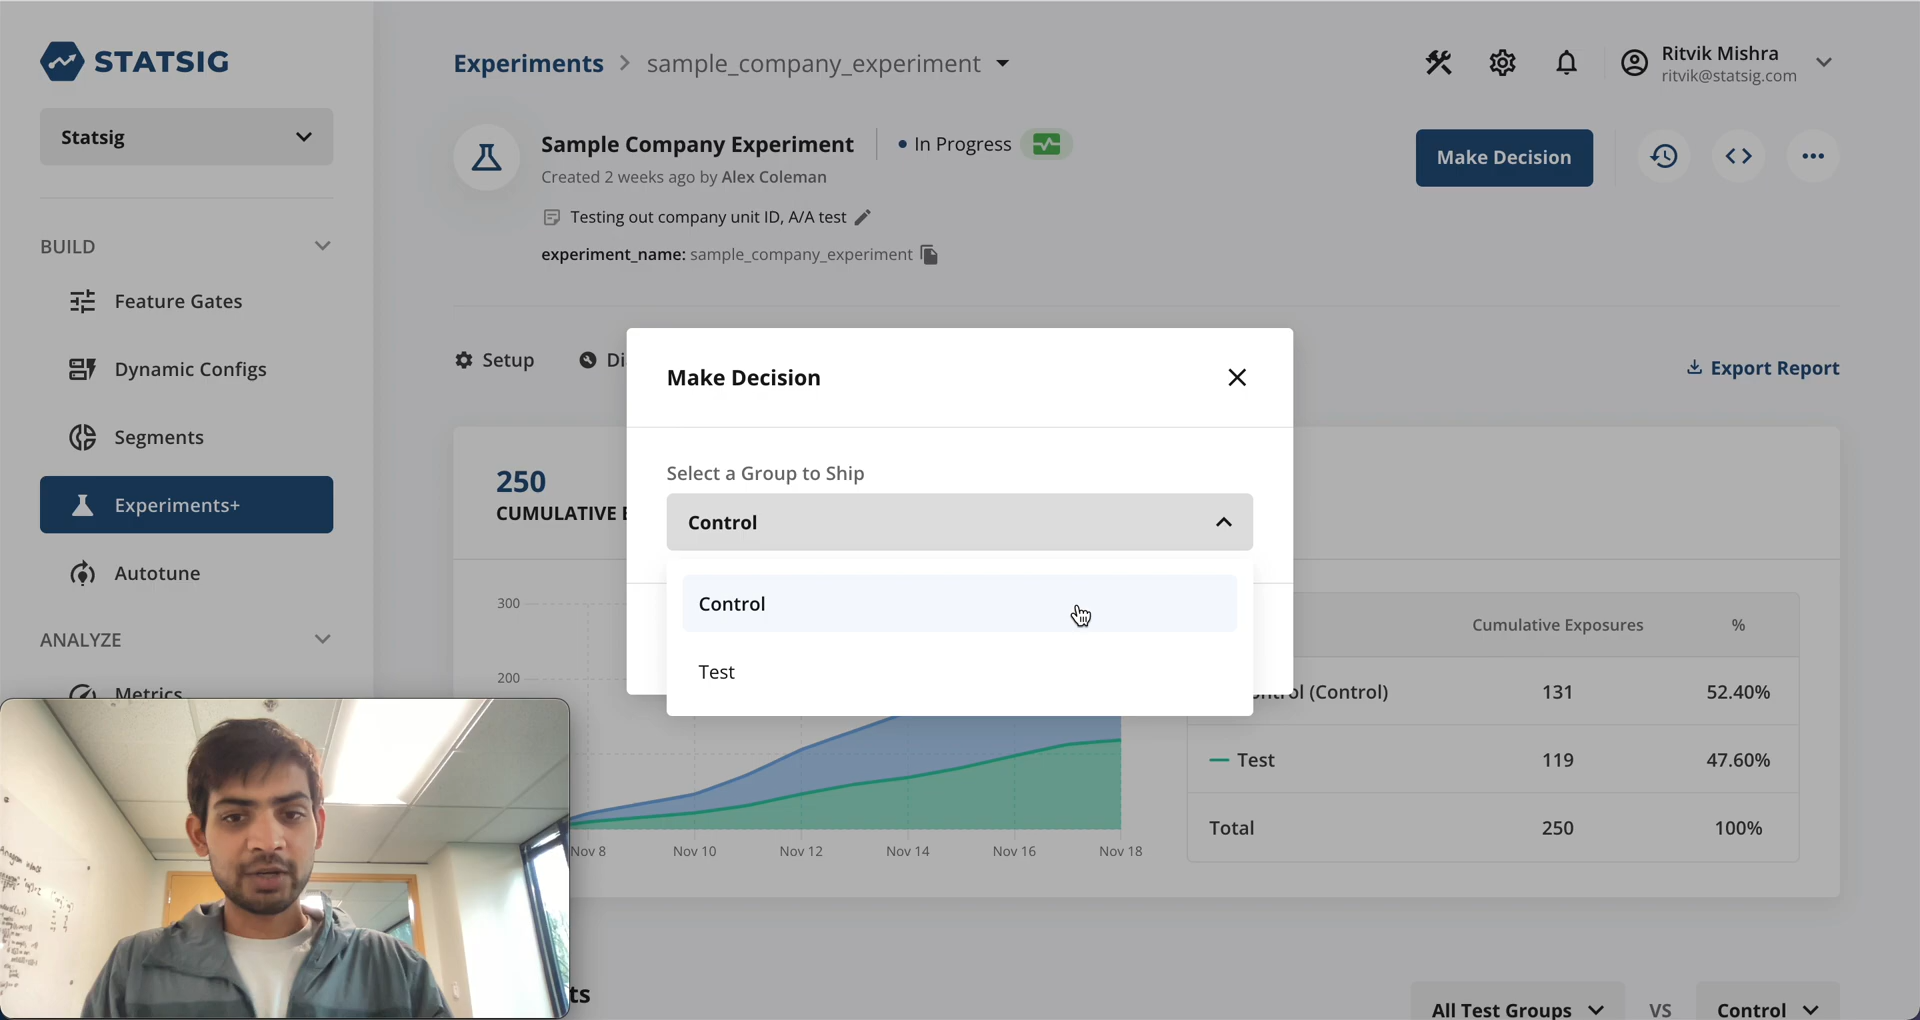 STATSIG
Statsig
BUILD
Feature Gates
Dynamic Configs
Segments
Experiments+
Autotune
ANALYZE
Metrics
Experiments > sample_company_experiment
Ritvik Mishra
ritvik@statsig.com
Sample Company Experiment
• In Progress
Created 2 weeks ago by Alex Coleman
Testing out company unit ID, A/A test
experiment_name: sample_company_experiment
Make Decision
Setup
Di
Export Report
250
CUMULATIVE E
Make Decision
Select a Group to Ship
Control
Control
Test
300
200
Nov 8
Nov 10
Nov 12
Nov 14
Nov 16
Nov 18
Cumulative Exposures %
ontrol (Control) 131 52.40%
Test 119 47.60%
Total 250 100%
ts
All Test Groups VS Control